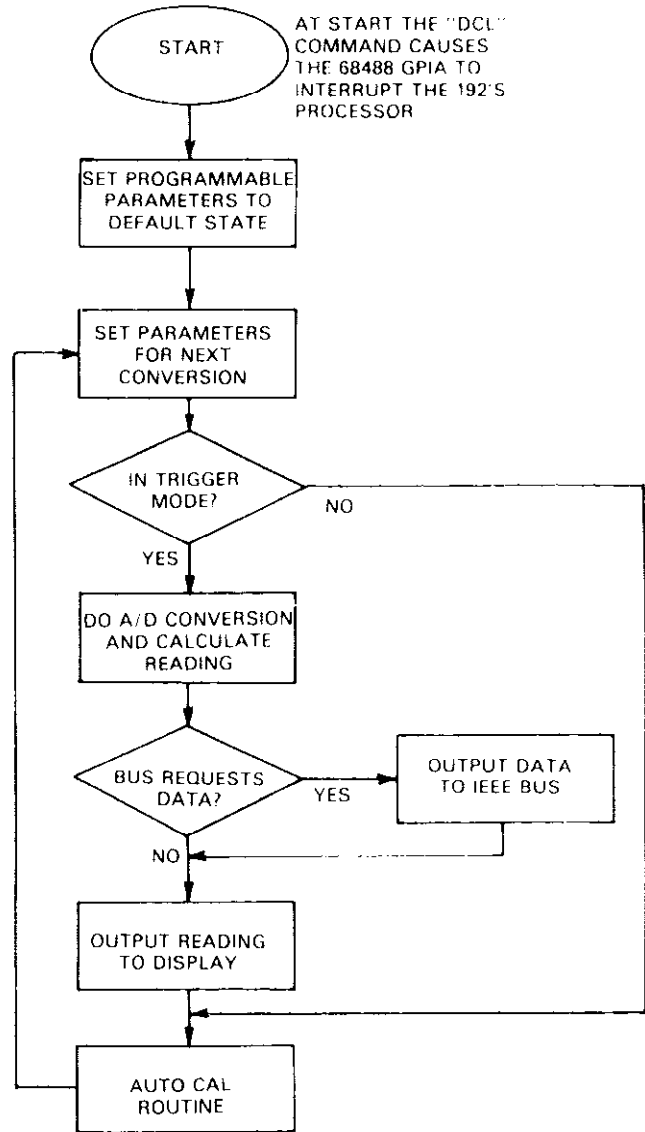 START
AT START THE "DCL"
COMMAND CAUSES
THE 68488 GPIA TO
INTERRUPT THE 192'S
PROCESSOR
SET PROGRAMMABLE
PARAMETERS TO
DEFAULT STATE
SET PARAMETERS
FOR NEXT
CONVERSION
IN TRIGGER
MODE?
NO
YES
DO A/D CONVERSION
AND CALCULATE
READING
BUS REQUESTS
DATA?
YES
OUTPUT DATA
TO IEEE BUS
NO
OUTPUT READING
TO DISPLAY
AUTO CAL
ROUTINE